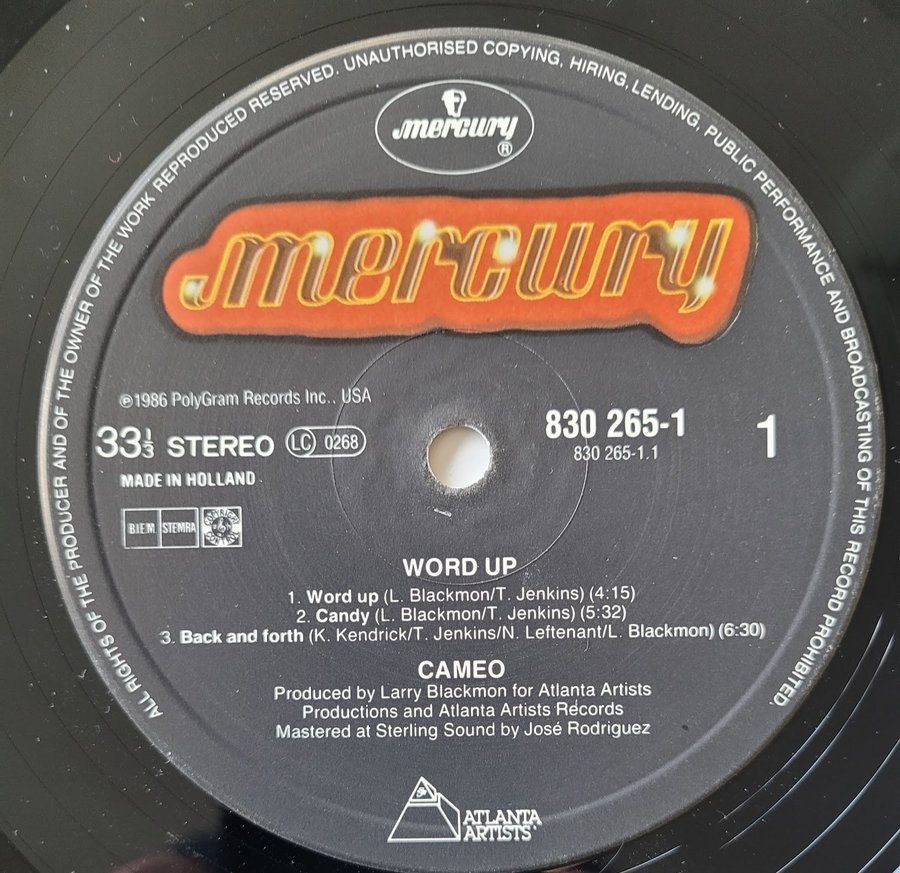 ALL RIGHTS OF THE PRODUCER AND OF THE OWNER OF THE WORK REPRODUCED RESERVED. UNAUTHORISED COPYING, HIRING, LENDING, PUBLIC PERFORMANCE AND BROADCASTING OF THIS RECORD PROHIBITED.
mercury
®
mercury
℗1986 PolyGram Records Inc., USA
33⅓ STEREO LC 0268
MADE IN HOLLAND
B.I.E.M. STEMRA COPYRIGHT CONTROL
830 265-1
830 265-1.1
1
WORD UP
1. Word up (L. Blackmon/T. Jenkins) (4:15)
2. Candy (L. Blackmon/T. Jenkins) (5:32)
3. Back and forth (K. Kendrick/T. Jenkins/N. Leftenant/L. Blackmon) (6:30)
CAMEO
Produced by Larry Blackmon for Atlanta Artists
Productions and Atlanta Artists Records
Mastered at Sterling Sound by José Rodriguez
ATLANTA
ARTISTS